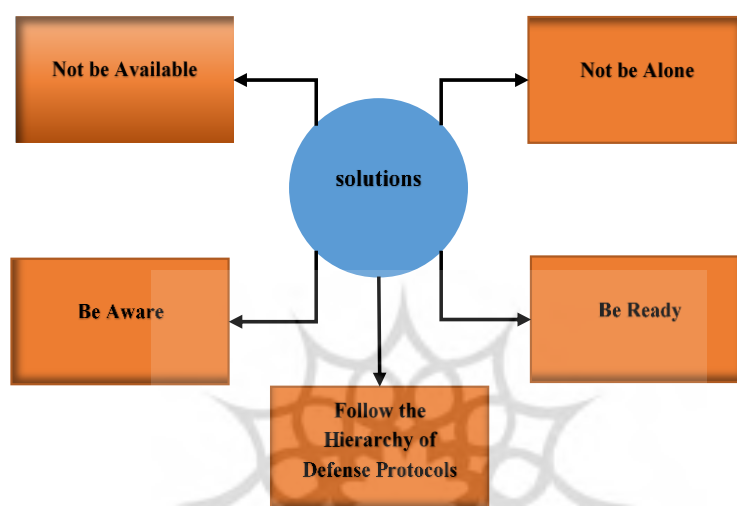 Not be Available
Not be Alone
solutions
Be Aware
Be Ready
Follow the
Hierarchy of
Defense Protocols